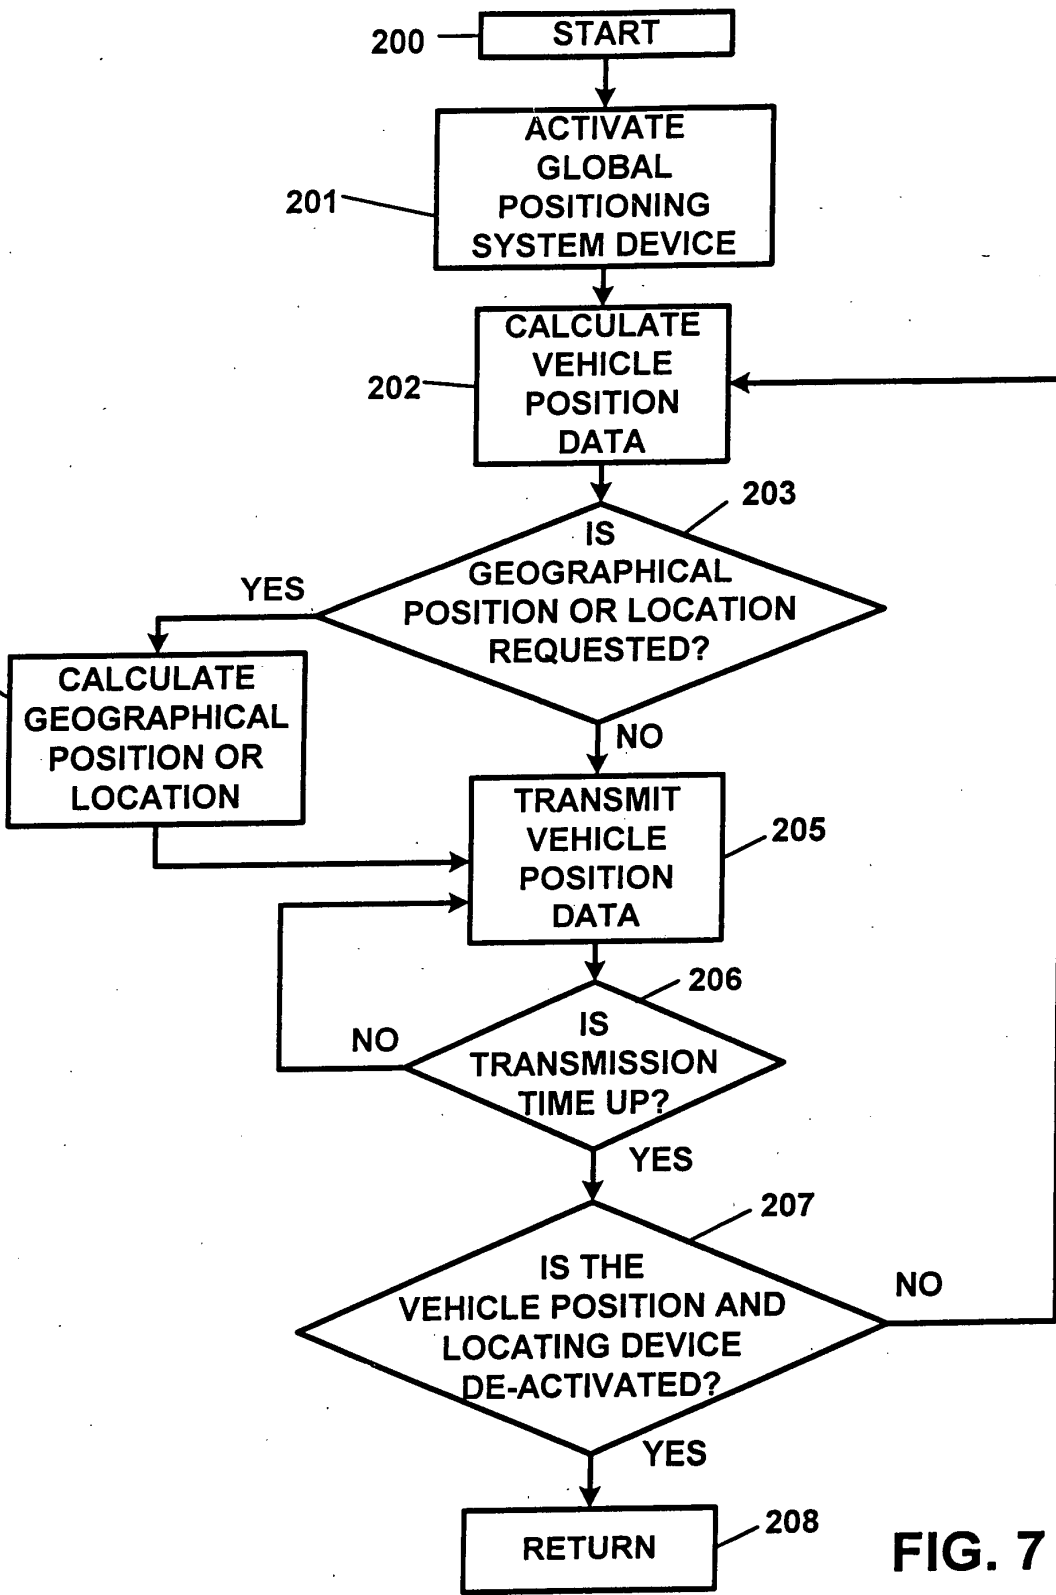 200
START
201
ACTIVATE
GLOBAL
POSITIONING
SYSTEM DEVICE
202
CALCULATE
VEHICLE
POSITION
DATA
203
IS
GEOGRAPHICAL
POSITION OR LOCATION
REQUESTED?
YES
CALCULATE
GEOGRAPHICAL
POSITION OR
LOCATION
NO
TRANSMIT
VEHICLE
POSITION
DATA
205
206
IS
TRANSMISSION
TIME UP?
NO
YES
207
IS THE
VEHICLE POSITION AND
LOCATING DEVICE
DE-ACTIVATED?
NO
YES
RETURN
208
FIG. 7